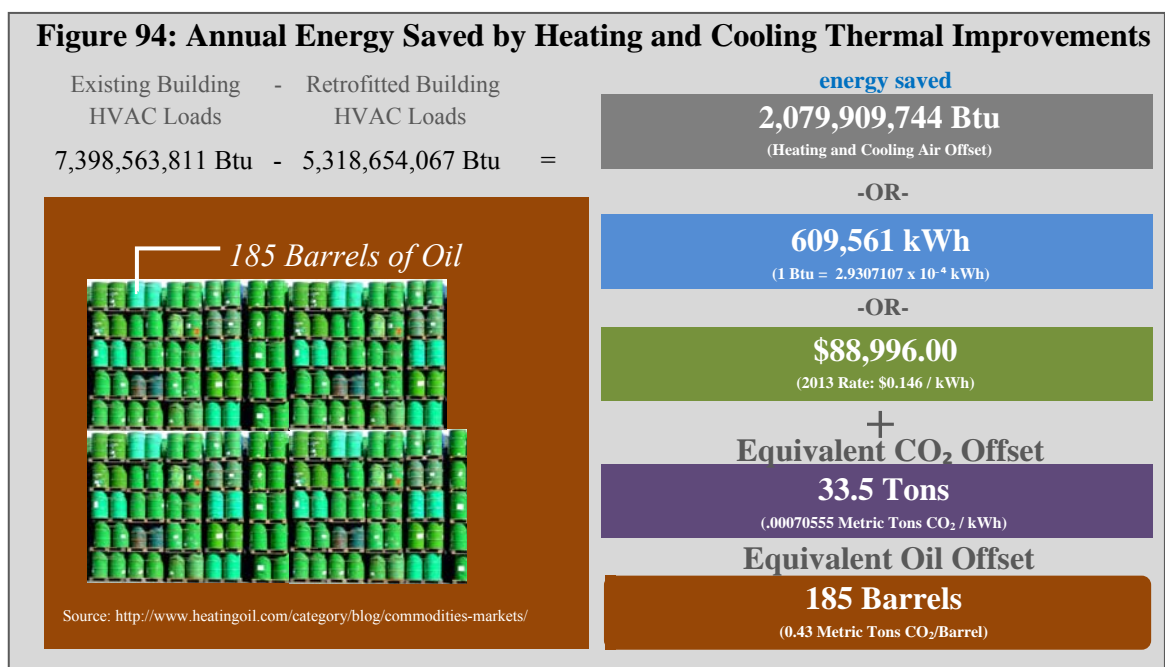 Figure 94: Annual Energy Saved by Heating and Cooling Thermal Improvements
Existing Building - Retrofitted Building
HVAC Loads HVAC Loads
7,398,563,811 Btu - 5,318,654,067 Btu =
energy saved
2,079,909,744 Btu
(Heating and Cooling Air Offset)
-OR-
609,561 kWh
(1 Btu = 2.9307107 x 10⁻⁴ kWh)
-OR-
$88,996.00
(2013 Rate: $0.146 / kWh)
+
Equivalent CO₂ Offset
33.5 Tons
(.00070555 Metric Tons CO₂ / kWh)
Equivalent Oil Offset
185 Barrels
(0.43 Metric Tons CO₂/Barrel)
185 Barrels of Oil
Source: http://www.heatingoil.com/category/blog/commodities-markets/